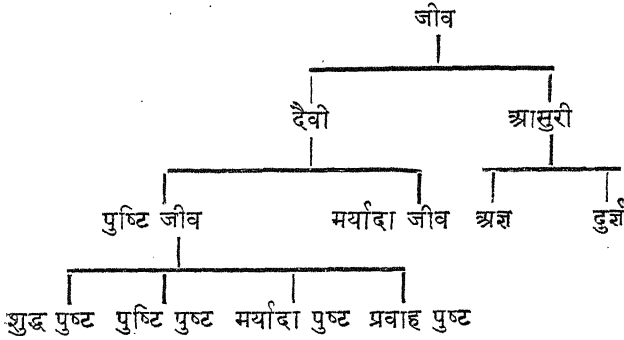 जीव
दैवी आसुरी
पुष्टि जीव मर्यादा जीव अज्ञ दुर्ज्ञ
शुद्ध पुष्ट पुष्टि पुष्ट मर्यादा पुष्ट प्रवाह पुष्ट